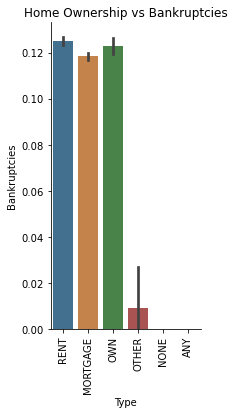 Home Ownership vs Bankruptcies
0.12
0.10
0.08
0.06
0.04
0.02
0.00
Bankruptcies
RENT
MORTGAGE
OWN
OTHER
NONE
ANY
Type